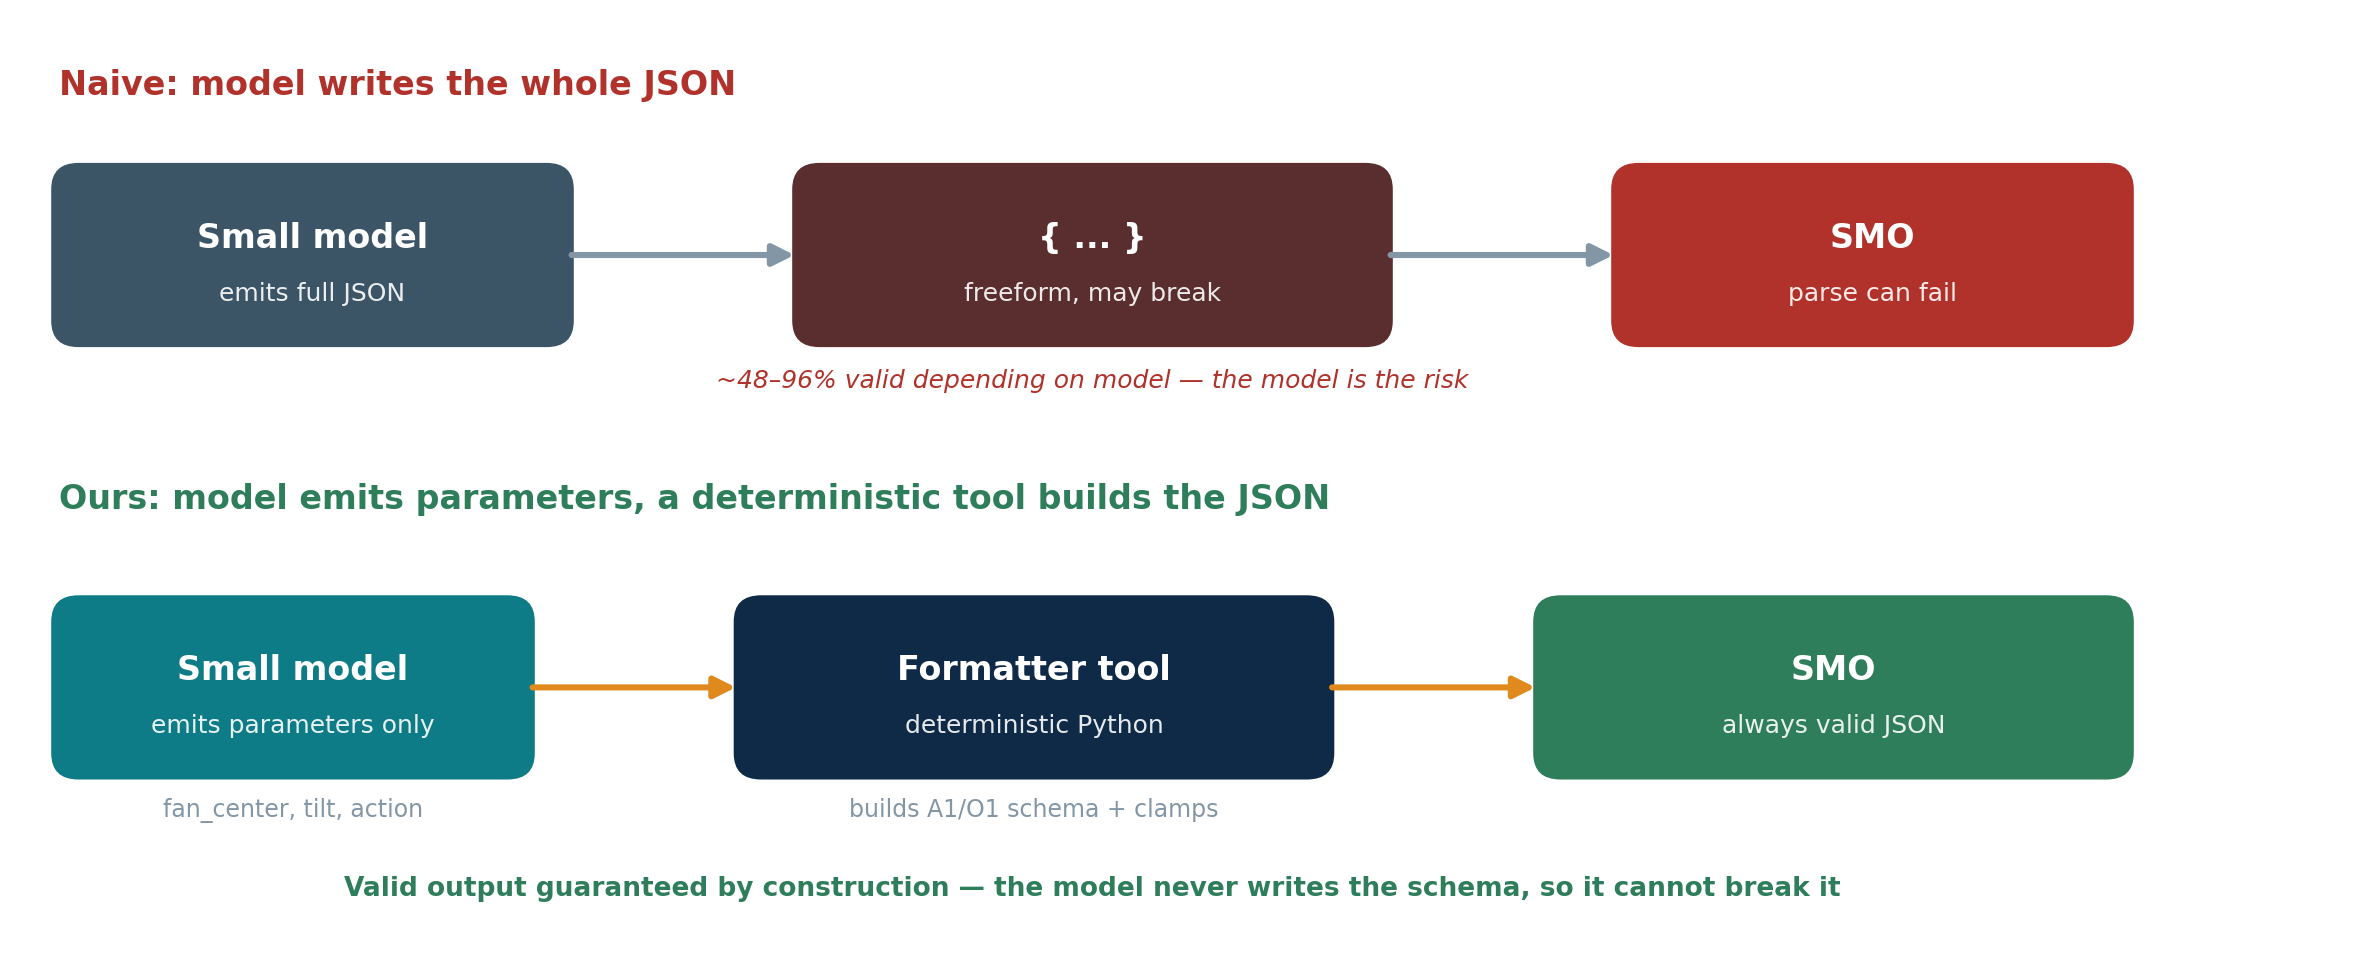 Naive: model writes the whole JSON
Small model
emits full JSON
{ ... }
freeform, may break
SMO
parse can fail
~48–96% valid depending on model — the model is the risk
Ours: model emits parameters, a deterministic tool builds the JSON
Small model
emits parameters only
Formatter tool
deterministic Python
SMO
always valid JSON
fan_center, tilt, action
builds A1/O1 schema + clamps
Valid output guaranteed by construction — the model never writes the schema, so it cannot break it